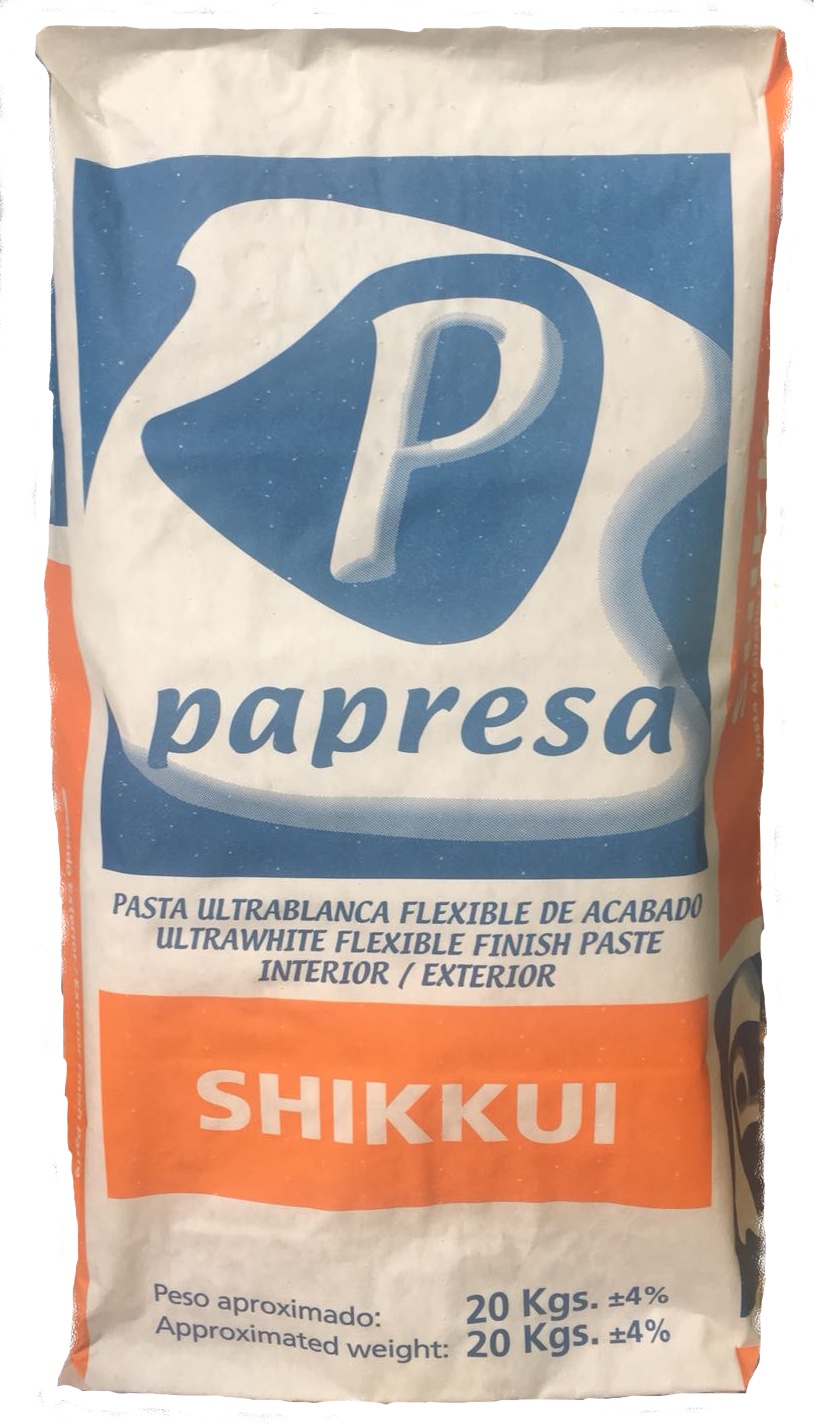 P
papresa
PASTA ULTRABLANCA FLEXIBLE DE ACABADO
ULTRAWHITE FLEXIBLE FINISH PASTE
INTERIOR / EXTERIOR
SHIKKUI
Peso aproximado: 20 Kgs. ±4%
Approximated weight: 20 Kgs. ±4%